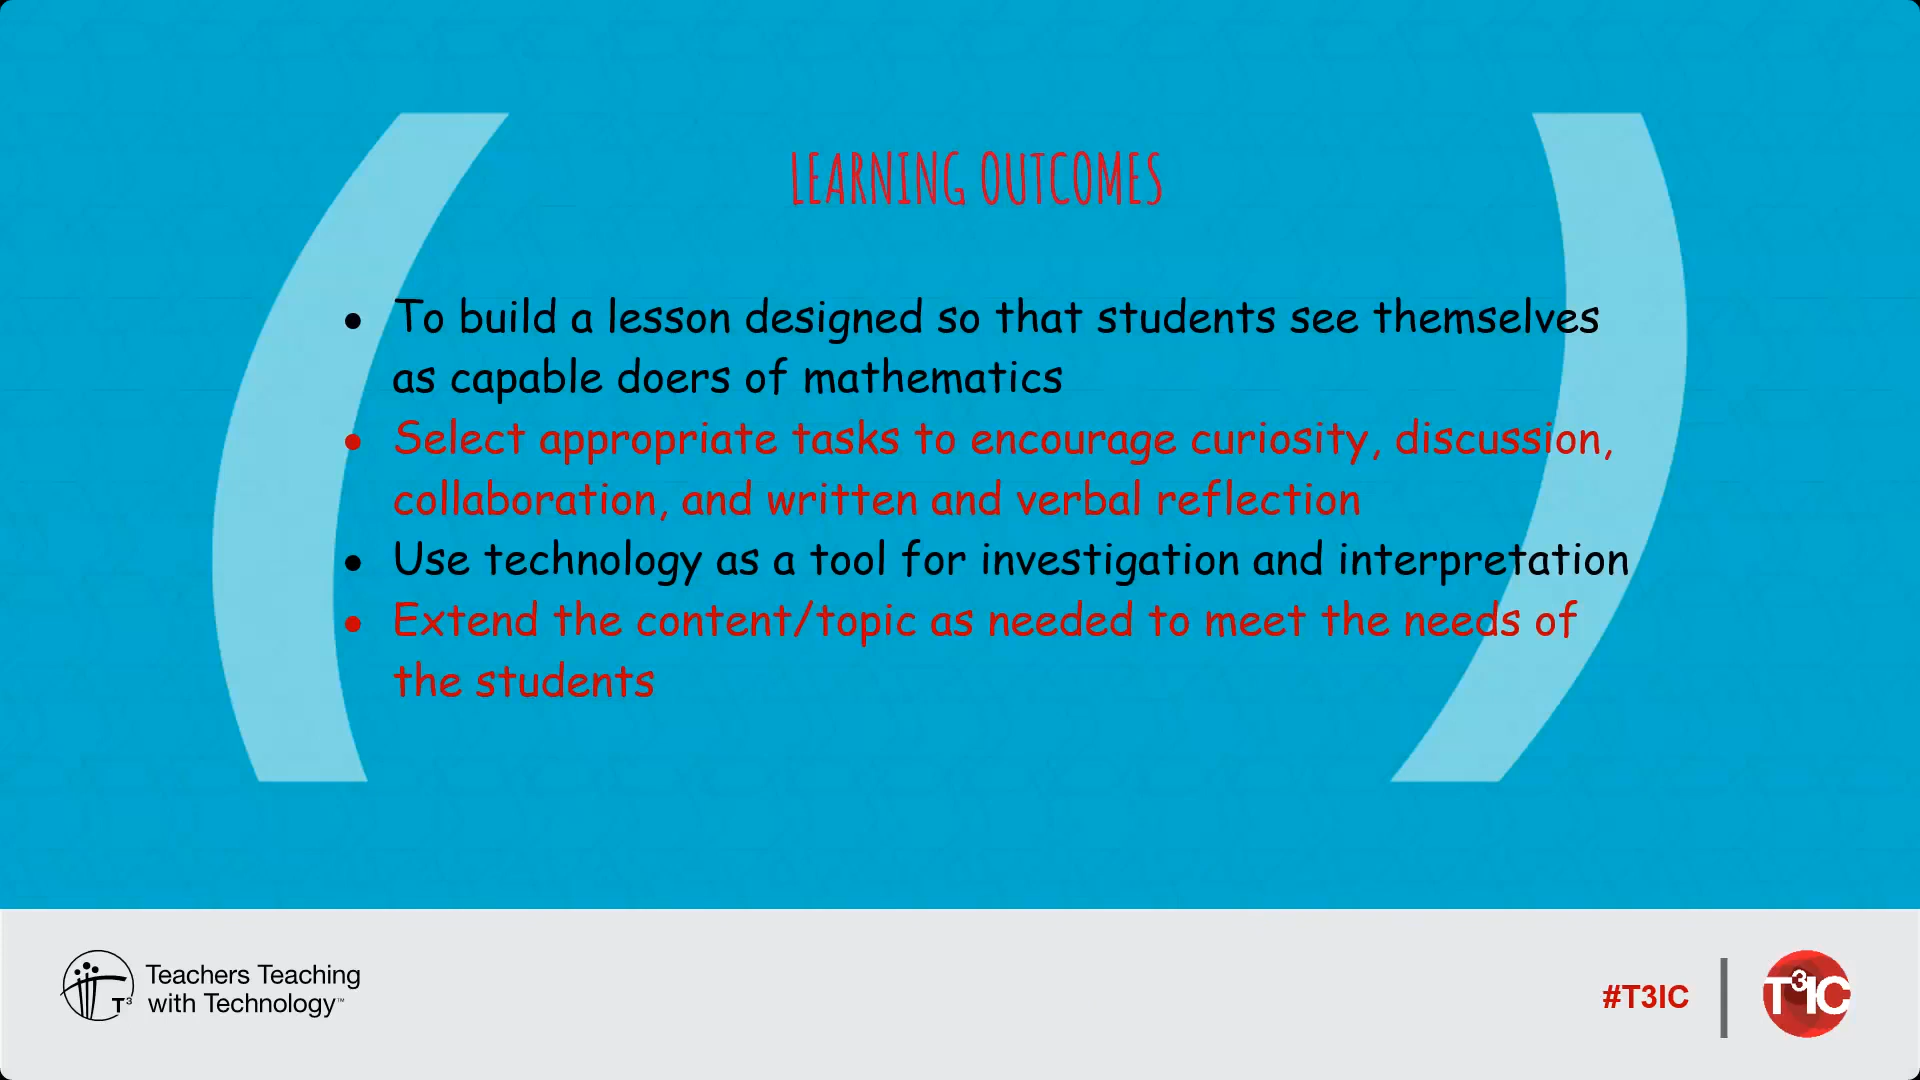 LEARNING OUTCOMES
• To build a lesson designed so that students see themselves
as capable doers of mathematics
• Select appropriate tasks to encourage curiosity, discussion,
collaboration, and written and verbal reflection
• Use technology as a tool for investigation and interpretation
• Extend the content/topic as needed to meet the needs of
the students
T³
Teachers Teaching
with Technology™
#T3IC
T³IC